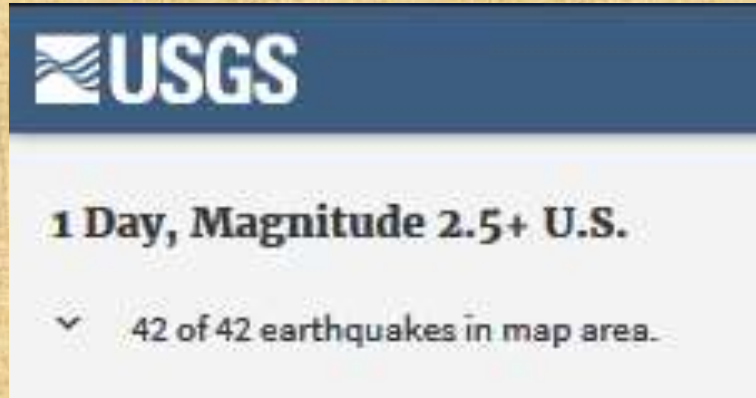 USGS
1 Day, Magnitude 2.5+ U.S.
42 of 42 earthquakes in map area.